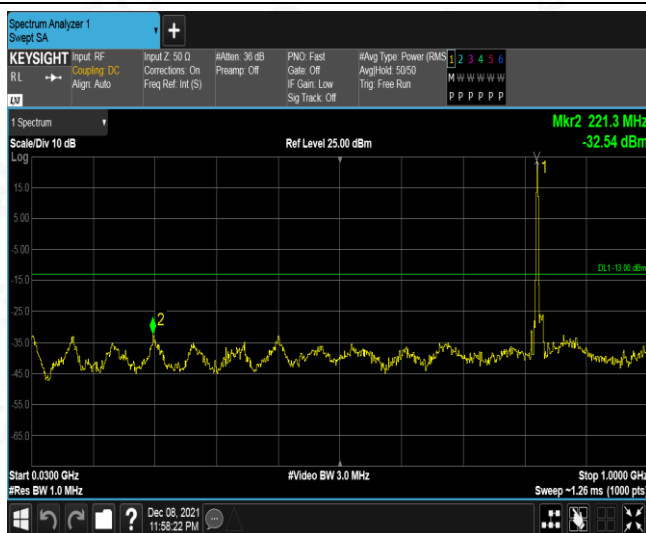 Spectrum Analyzer 1
Swept SA
+
KEYSIGHT
RL
LXI
Input: RF
Coupling: DC
Align: Auto
Input Z: 50 Ω
Corrections: On
Freq Ref: Int (S)
#Atten: 36 dB
Preamp: Off
PNO: Fast
Gate: Off
IF Gain: Low
Sig Track: Off
#Avg Type: Power (RMS
Avg|Hold: 50/50
Trig: Free Run
1 2 3 4 5 6
M W W W W W
P P P P P P
1 Spectrum
Scale/Div 10 dB
Log
Ref Level 25.00 dBm
Mkr2 221.3 MHz
-32.54 dBm
1
15.0
5.00
-5.00
DL1 -13.00 dBm
-15.0
-25.0
2
-35.0
-45.0
-55.0
-65.0
Start 0.0300 GHz
#Res BW 1.0 MHz
#Video BW 3.0 MHz
Stop 1.0000 GHz
Sweep ~1.26 ms (1000 pts)
?
Dec 08, 2021
11:58:22 PM